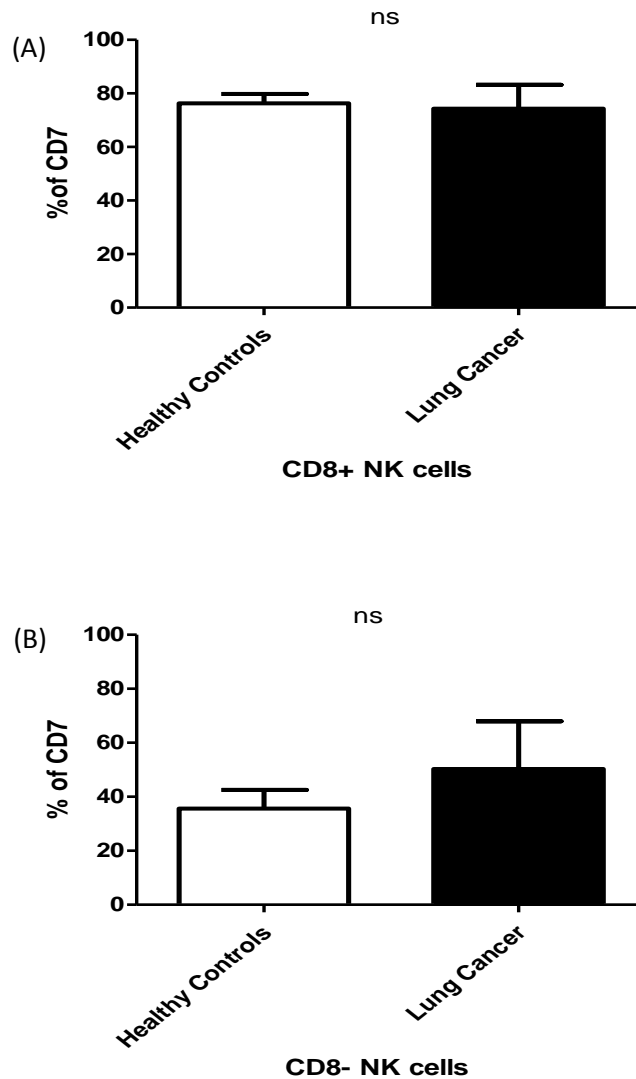 ns
(A)
100
80
60
40
20
0
%of CD7
Healthy Controls
Lung Cancer
CD8+ NK cells
ns
(B)
100
80
60
40
20
0
% of CD7
Healthy Controls
Lung Cancer
CD8- NK cells